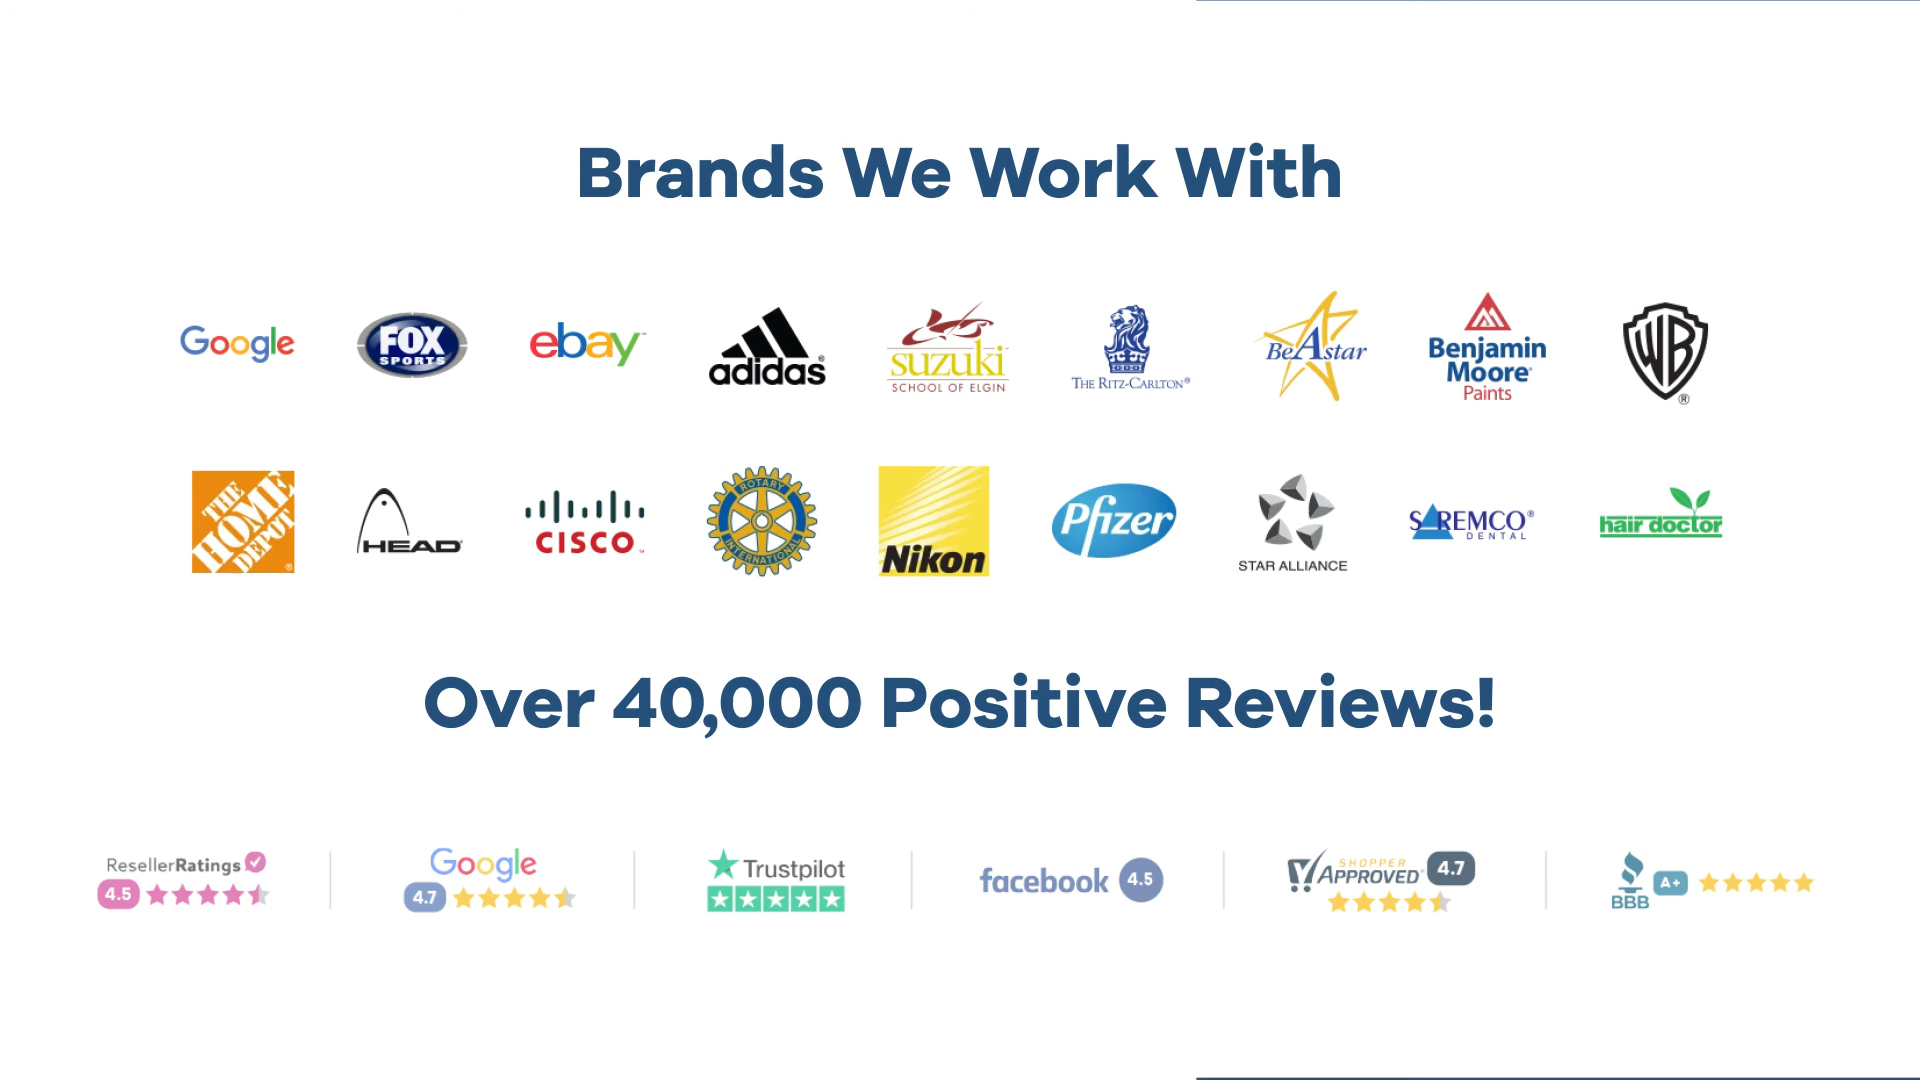 Brands We Work With
Google
FOX
SPORTS
ebay™
adidas®
suzuki
SCHOOL OF ELGIN
THE RITZ-CARLTON®
BeAstar
Benjamin
Moore®
Paints
WB®
THE
HOME
DEPOT®
HEAD
CISCO™
ROTARY
INTERNATIONAL
Nikon
Pfizer
STAR ALLIANCE
SAREMCO®
DENTAL
hair doctor
Over 40,000 Positive Reviews!
ResellerRatings
4.5
Google
4.7
Trustpilot
facebook 4.5
SHOPPER
APPROVED® 4.7
BBB
A+